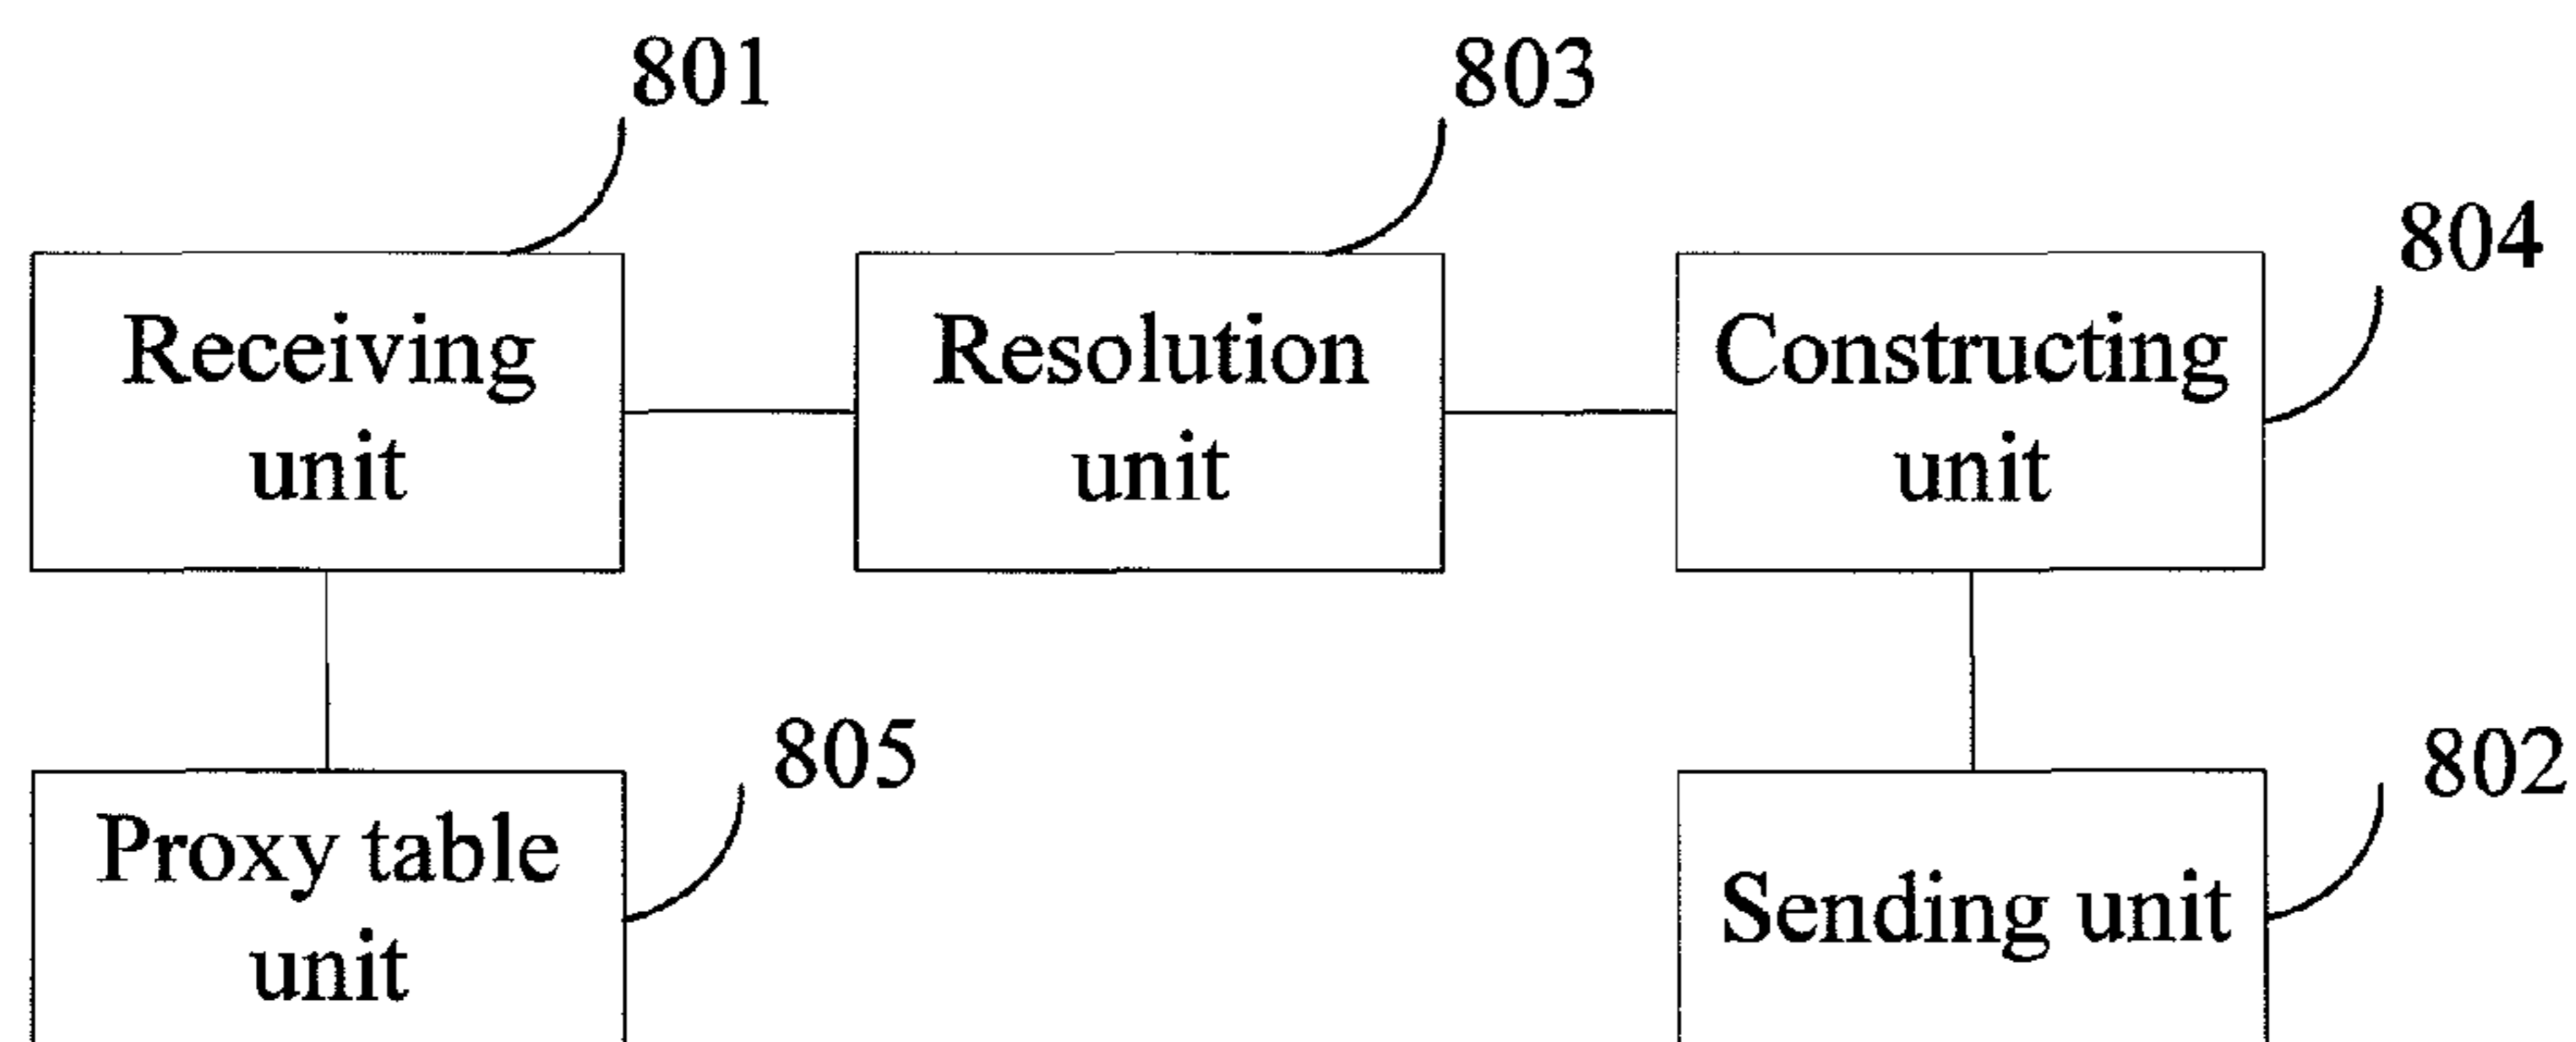 801
803
804
Receiving
unit
Resolution
unit
Constructing
unit
805
802
Proxy table
unit
Sending unit